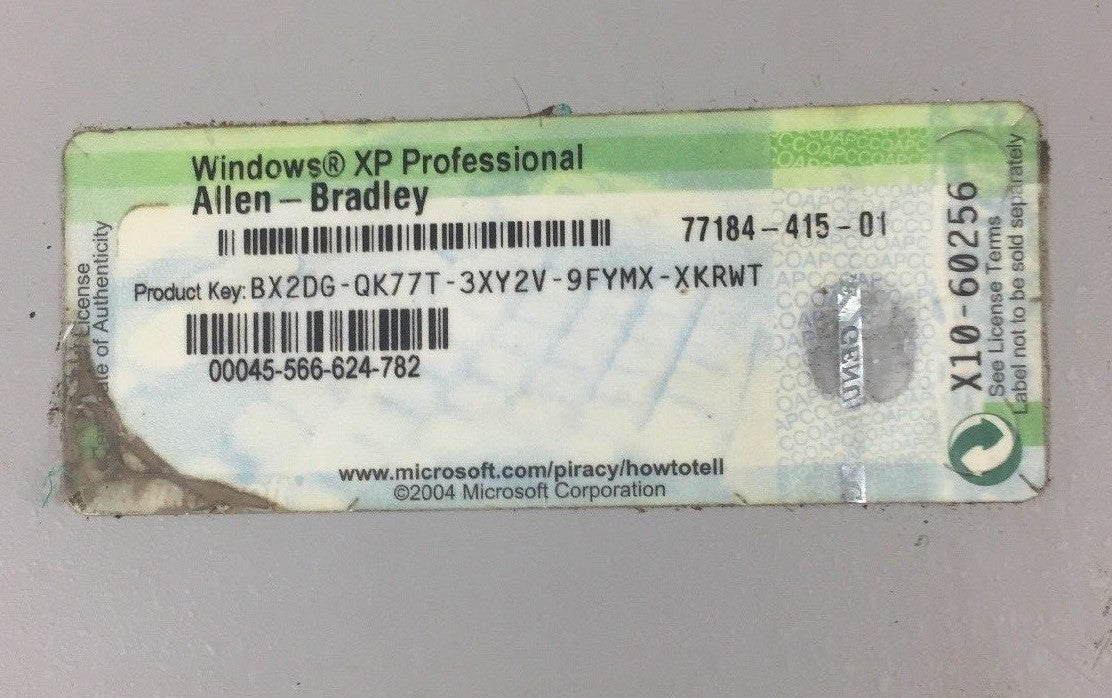 Windows® XP Professional
Allen – Bradley
77184-415-01
Product Key: BX2DG-QK77T-3XY2V-9FYMX-XKRWT
00045-566-624-782
www.microsoft.com/piracy/howtotell
©2004 Microsoft Corporation
License
of Authenticity
GENU
X10-60256
See License Terms
Label not to be sold separately